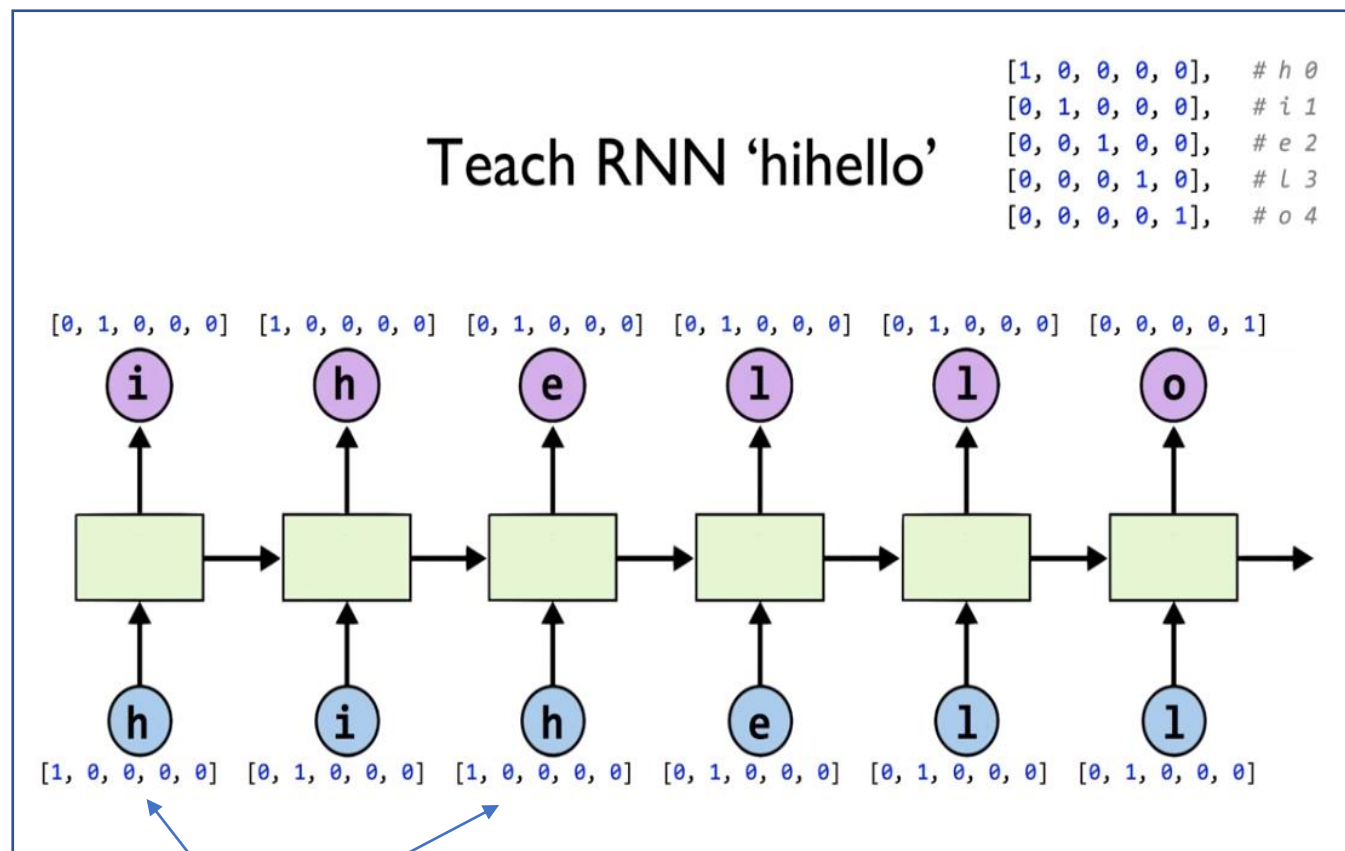 [1, 0, 0, 0, 0], # h 0
[0, 1, 0, 0, 0], # i 1
Teach RNN ‘hihello’
[0, 0, 1, 0, 0], # e 2
[0, 0, 0, 1, 0], # l 3
[0, 0, 0, 0, 1], # o 4
[0, 1, 0, 0, 0] [1, 0, 0, 0, 0] [0, 1, 0, 0, 0] [0, 1, 0, 0, 0] [0, 1, 0, 0, 0] [0, 0, 0, 0, 1]
i h e l l o
h i h e l l
[1, 0, 0, 0, 0] [0, 1, 0, 0, 0] [1, 0, 0, 0, 0] [0, 1, 0, 0, 0] [0, 1, 0, 0, 0] [0, 1, 0, 0, 0]